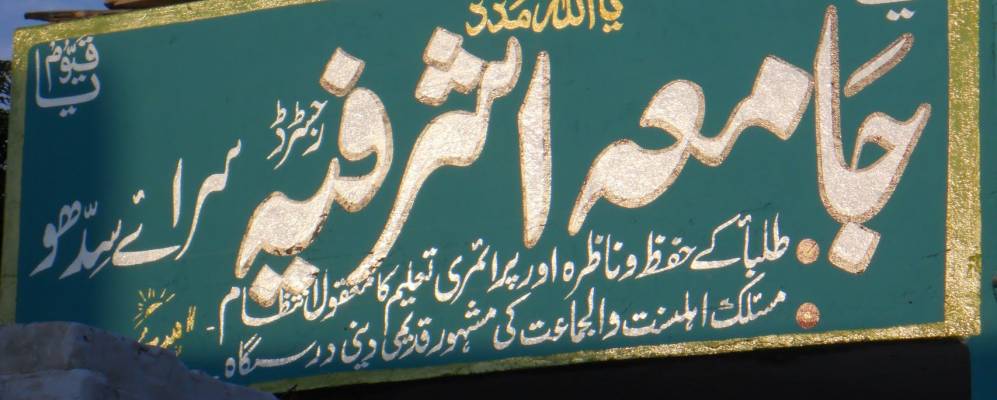 یا اللہ مدد
یا قیوم
جامعہ اشرفیہ رجسٹرڈ سرائے سدھو
طلبأ کے حفظ و ناظرہ اور پرائمری تعلیم کا معقول انتظام
مسلک اہلسنت والجماعت کی مشہور قدیمی دینی درسگاہ